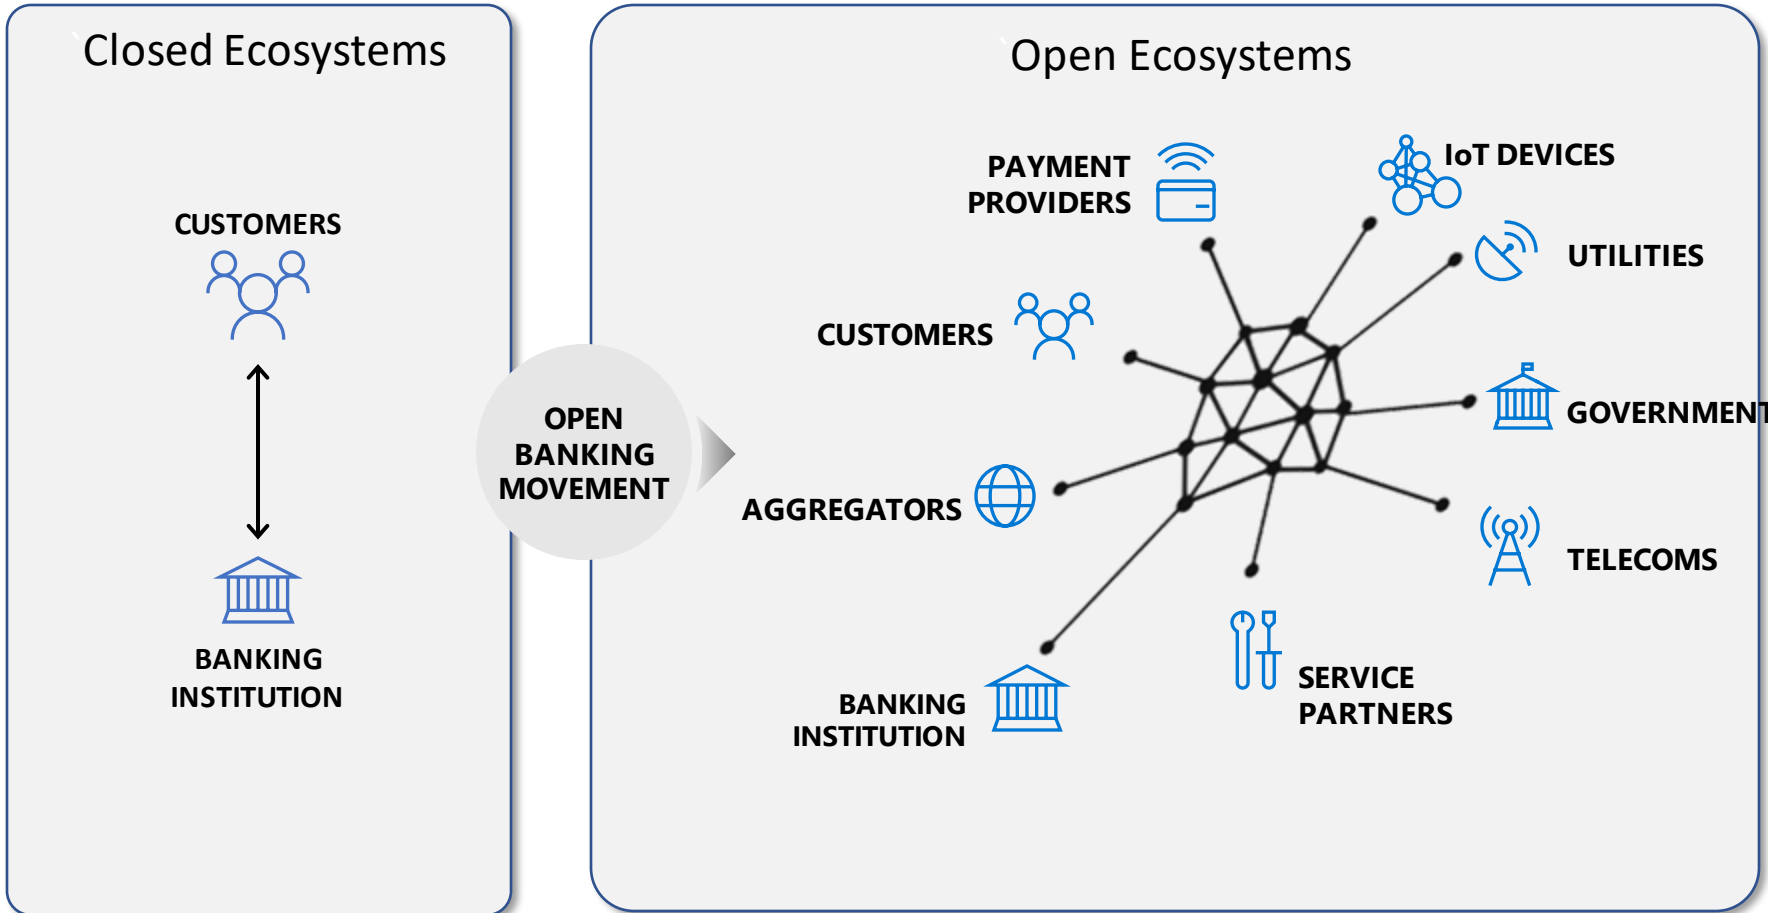 `Closed Ecosystems
CUSTOMERS
BANKING
INSTITUTION
OPEN
BANKING
MOVEMENT
`Open Ecosystems
PAYMENT
PROVIDERS
IoT DEVICES
UTILITIES
CUSTOMERS
GOVERNMENT
AGGREGATORS
TELECOMS
SERVICE
PARTNERS
BANKING
INSTITUTION